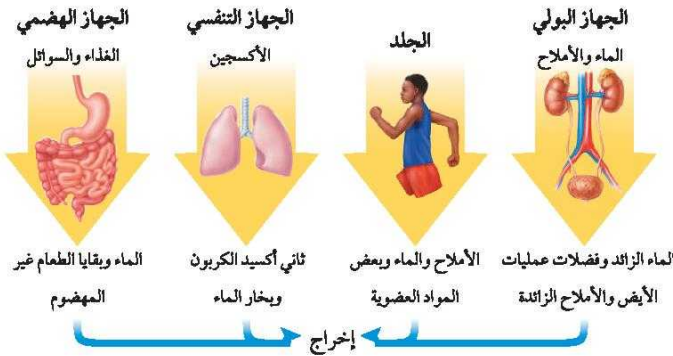 الجهاز البولي
الماء والأملاح
الماء الزائد وفضلات عمليات
الأيض والأملاح الزائدة
الجلد
الأملاح والماء وبعض
المواد العضوية
الجهاز التنفسي
الأكسجين
ثاني أكسيد الكربون
وبخار الماء
الجهاز الهضمي
الغذاء والسوائل
الماء وبقايا الطعام غير
المهضوم
إخراج